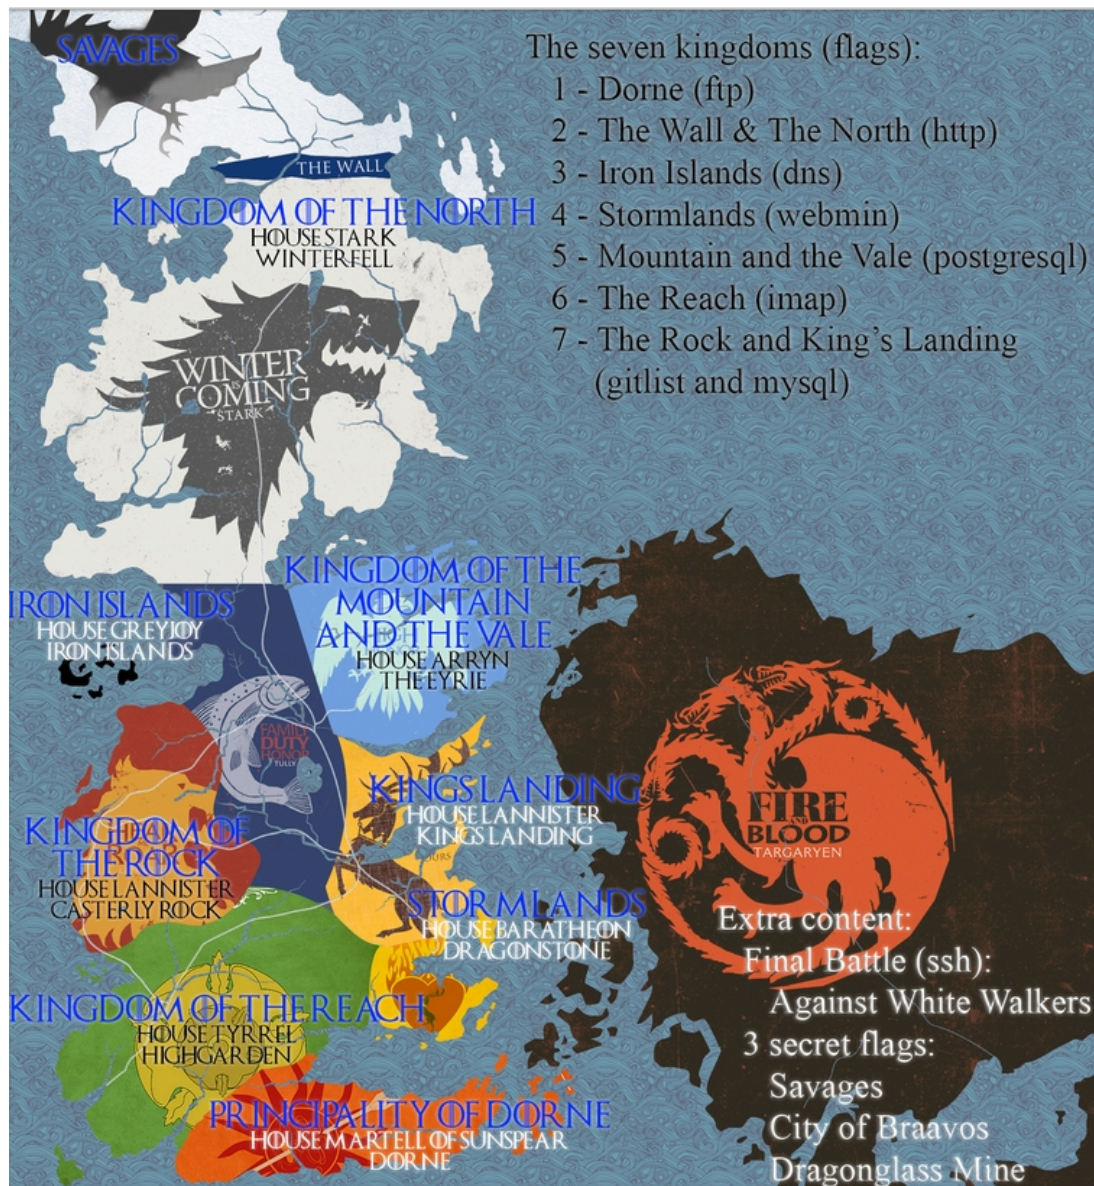 SAVAGES
THE WALL
KINGDOM OF THE NORTH
HOUSE STARK
WINTERFELL
WINTER
IS
COMING
STARK
The seven kingdoms (flags):
1 - Dorne (ftp)
2 - The Wall & The North (http)
3 - Iron Islands (dns)
4 - Stormlands (webmin)
5 - Mountain and the Vale (postgresql)
6 - The Reach (imap)
7 - The Rock and King's Landing
(gitlist and mysql)
IRON ISLANDS
HOUSE GREYJOY
IRON ISLANDS
KINGDOM OF THE
MOUNTAIN
AND THE VALE
HOUSE ARRYN
THE EYRIE
FAMILY
DUTY
HONOR
TULLY
KINGS LANDING
HOUSE LANNISTER
KINGS LANDING
KINGDOM OF
THE ROCK
HOUSE LANNISTER
CASTERLY ROCK
STORMLANDS
HOUSE BARATHEON
DRAGONSTONE
KINGDOM OF THE REACH
HOUSE TYRREL
HIGHGARDEN
PRINCIPALITY OF DORNE
HOUSE MARTELL OF SUNSPEAR
DORNE
FIRE
AND
BLOOD
TARGARYEN
Extra content:
Final Battle (ssh):
Against White Walkers
3 secret flags:
Savages
City of Braavos
Dragonglass Mine